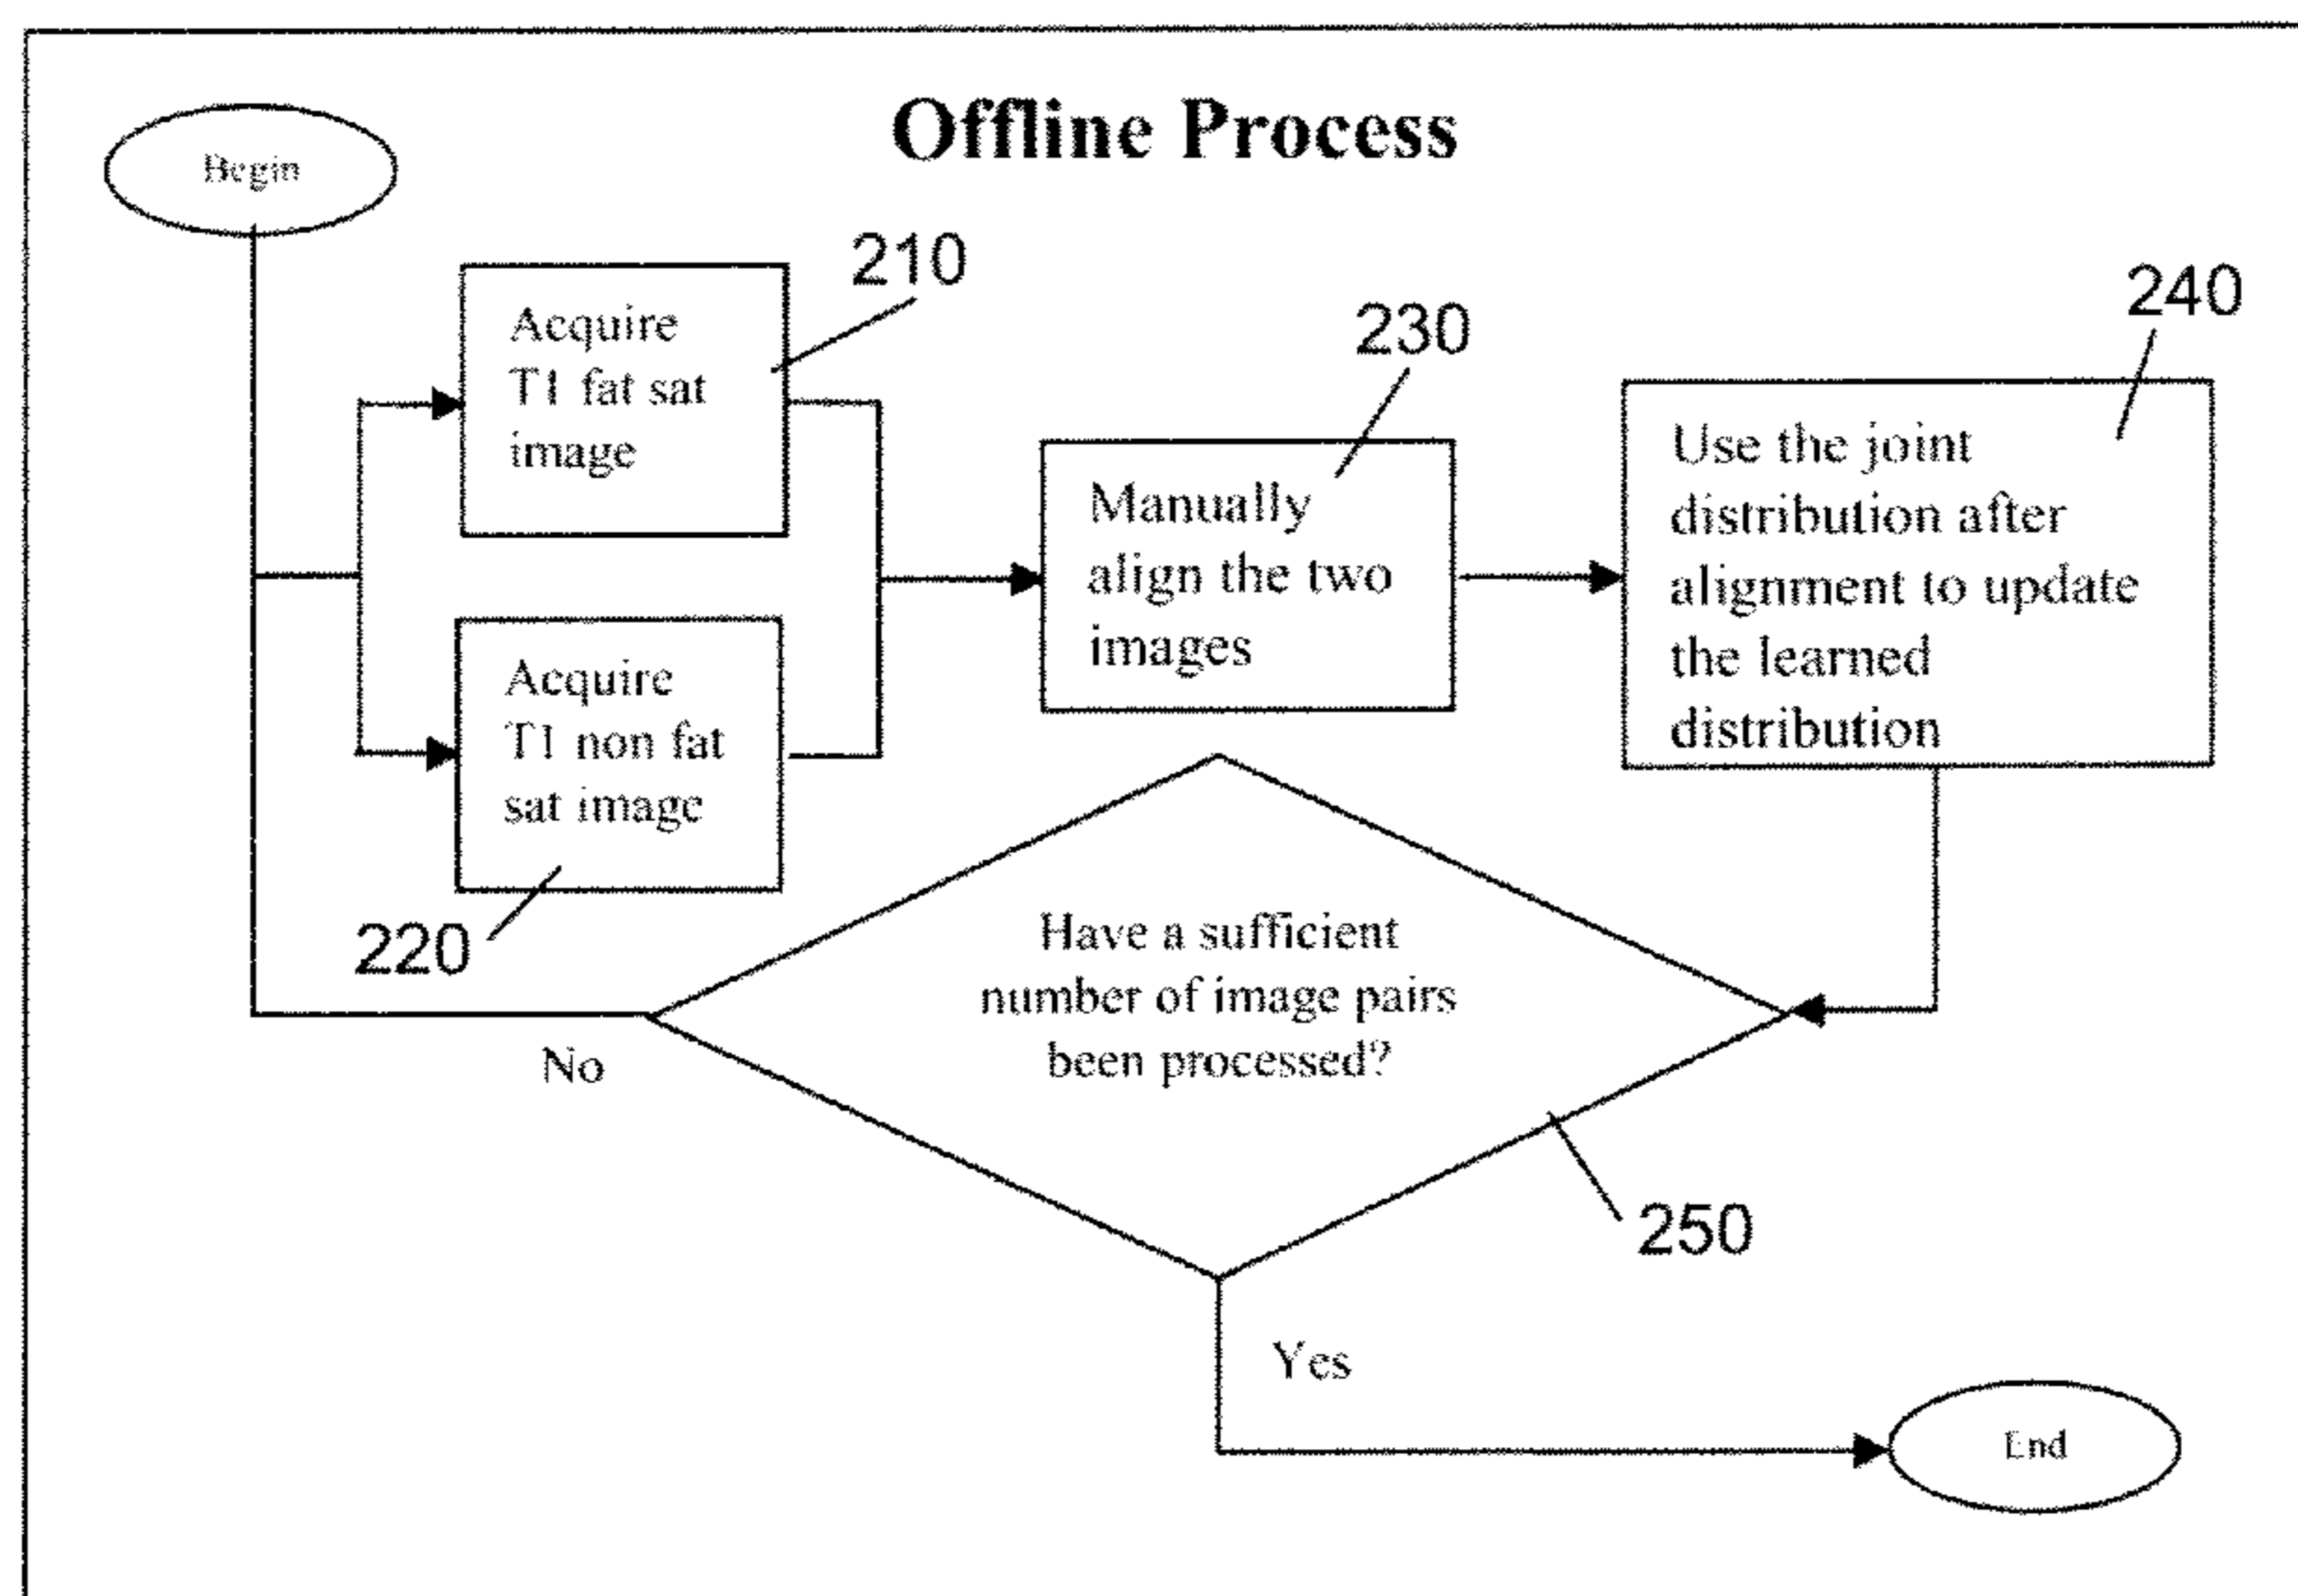 Offline Process
Begin
210
Acquire
T1 fat sat
image
220
Acquire
T1 non fat
sat image
230
Manually
align the two
images
240
Use the joint
distribution after
alignment to update
the learned
distribution
Have a sufficient
number of image pairs
been processed?
250
No
Yes
End